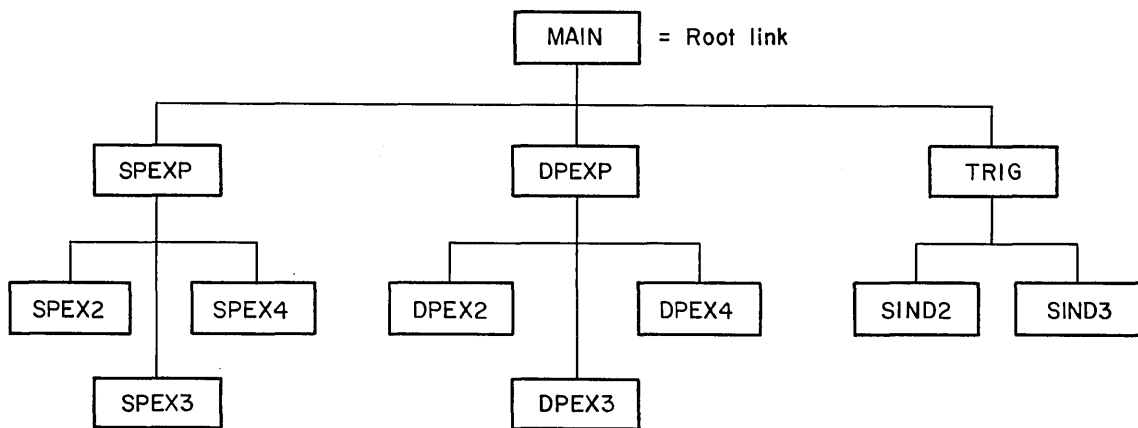 MAIN = Root link
SPEXP DPEXP TRIG
SPEX2 SPEX4 DPEX2 DPEX4 SIND2 SIND3
SPEX3 DPEX3